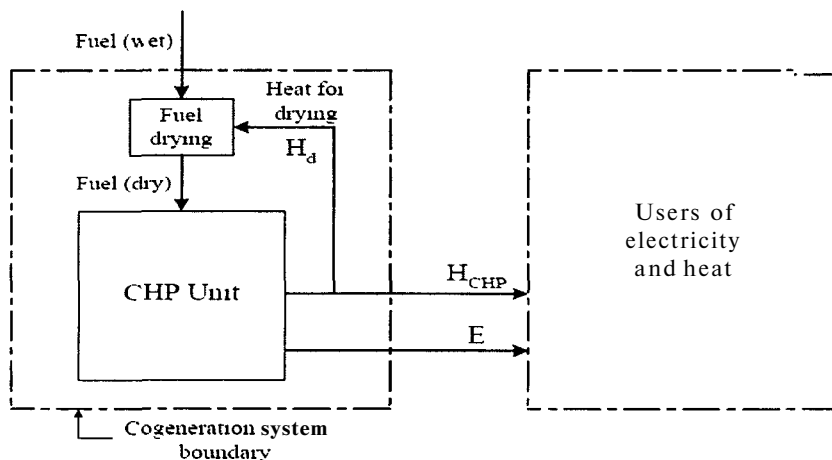 Fuel (wet)
Heat for
drying
Fuel
drying
H_d
Fuel (dry)
CHP Unit
H_CHP
E
Users of
electricity
and heat
Cogeneration system
boundary